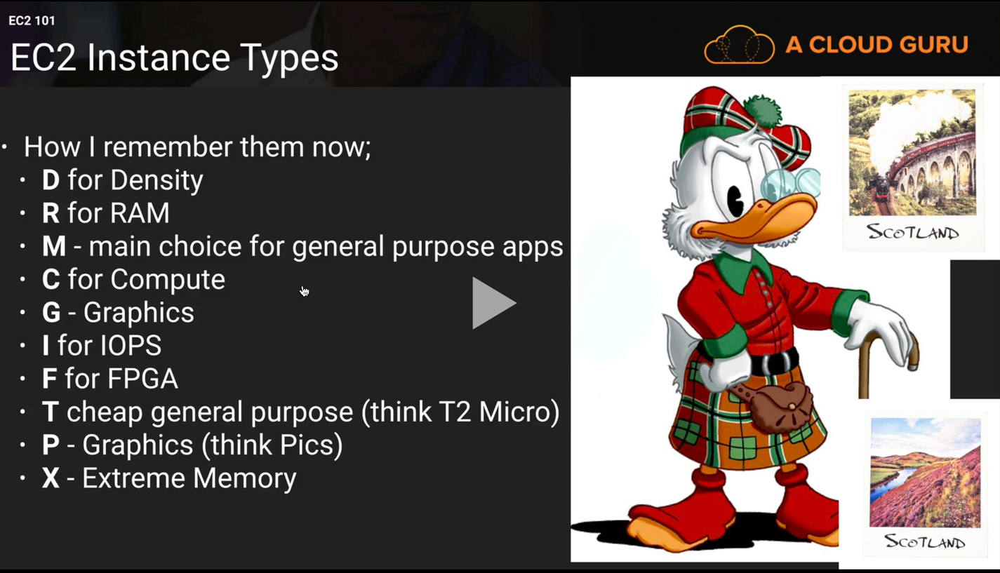 EC2 101
EC2 Instance Types
A CLOUD GURU
• How I remember them now;
• D for Density
• R for RAM
• M - main choice for general purpose apps
• C for Compute
• G - Graphics
• I for IOPS
• F for FPGA
• T cheap general purpose (think T2 Micro)
• P - Graphics (think Pics)
• X - Extreme Memory
SCOTLAND
SCOTLAND